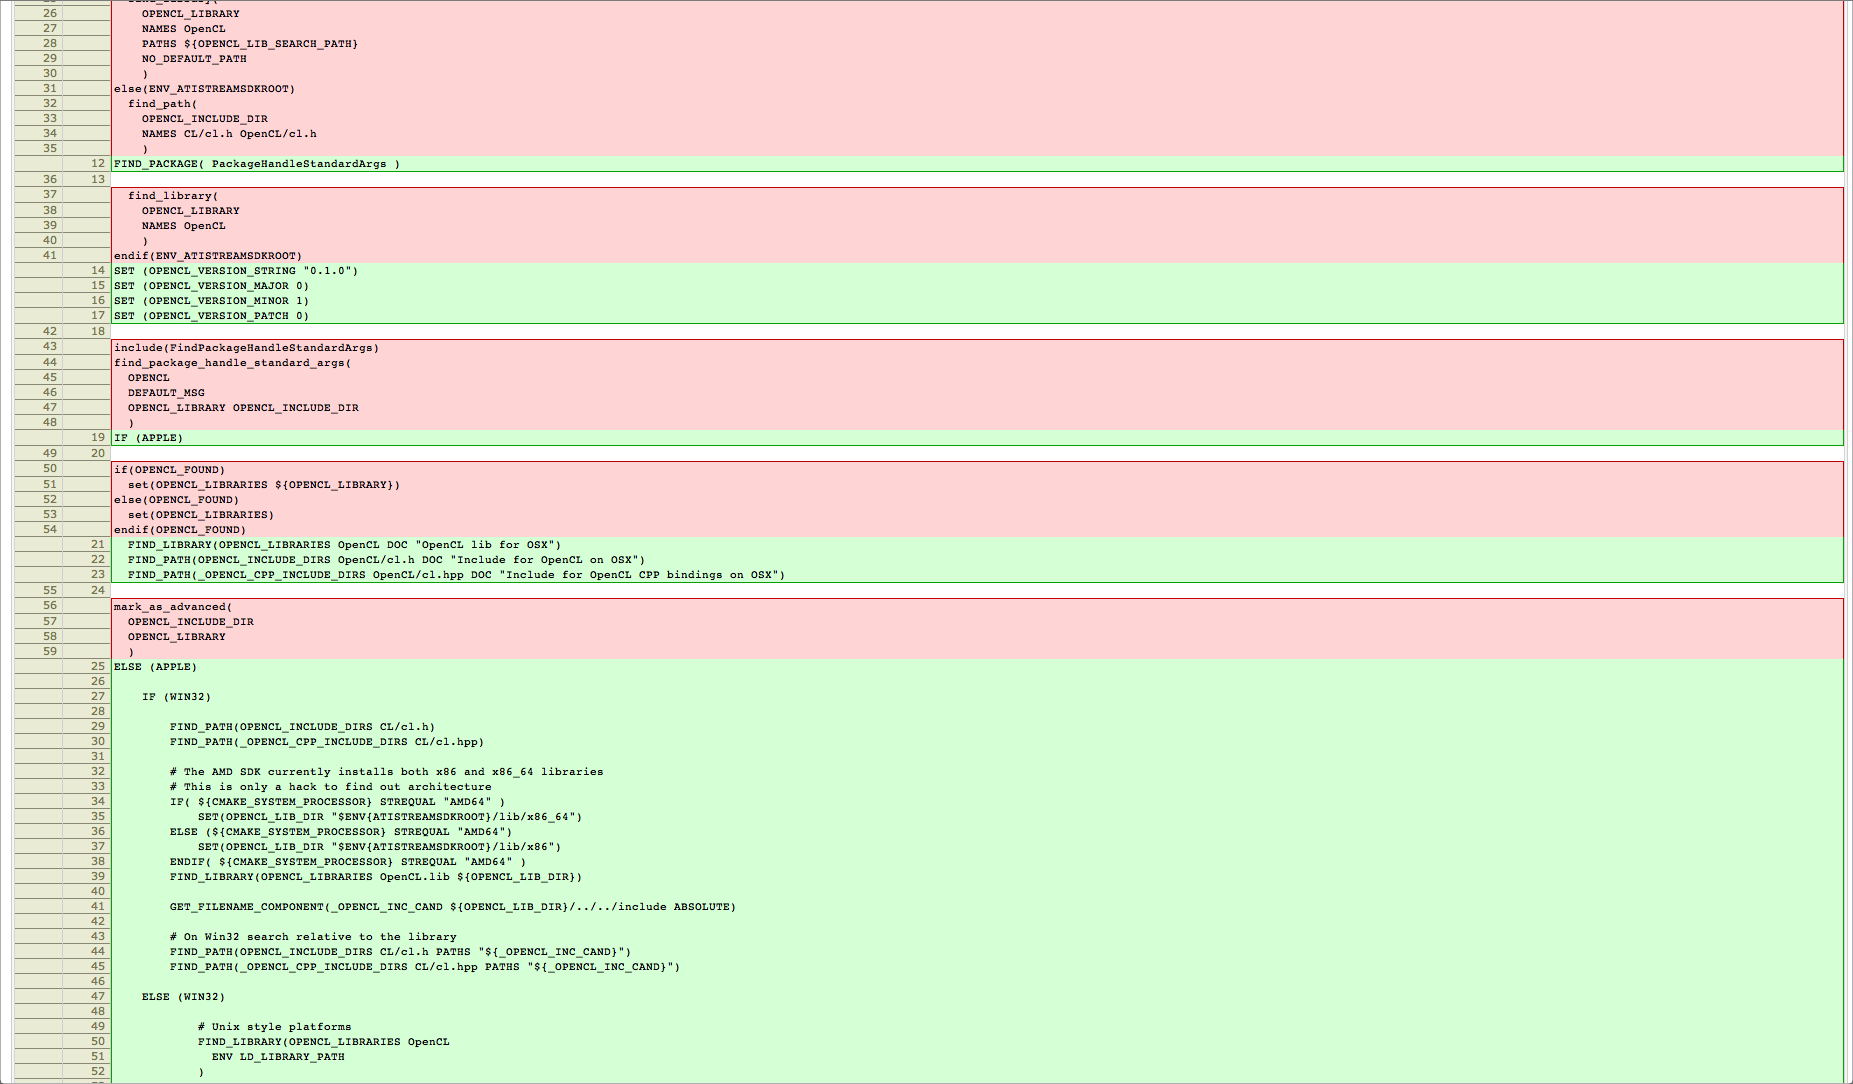 26 OPENCL_LIBRARY
27 NAMES OpenCL
28 PATHS ${OPENCL_LIB_SEARCH_PATH}
29 NO_DEFAULT_PATH
30 )
31 else(ENV_ATISTREAMSDKROOT)
32 find_path(
33 OPENCL_INCLUDE_DIR
34 NAMES CL/cl.h OpenCL/cl.h
35 )
12 FIND_PACKAGE( PackageHandleStandardArgs )
36 13
37 find_library(
38 OPENCL_LIBRARY
39 NAMES OpenCL
40 )
41 endif(ENV_ATISTREAMSDKROOT)
14 SET (OPENCL_VERSION_STRING "0.1.0")
15 SET (OPENCL_VERSION_MAJOR 0)
16 SET (OPENCL_VERSION_MINOR 1)
17 SET (OPENCL_VERSION_PATCH 0)
42 18
43 include(FindPackageHandleStandardArgs)
44 find_package_handle_standard_args(
45 OPENCL
46 DEFAULT_MSG
47 OPENCL_LIBRARY OPENCL_INCLUDE_DIR
48 )
19 IF (APPLE)
49 20
50 if(OPENCL_FOUND)
51 set(OPENCL_LIBRARIES ${OPENCL_LIBRARY})
52 else(OPENCL_FOUND)
53 set(OPENCL_LIBRARIES)
54 endif(OPENCL_FOUND)
21 FIND_LIBRARY(OPENCL_LIBRARIES OpenCL DOC "OpenCL lib for OSX")
22 FIND_PATH(OPENCL_INCLUDE_DIRS OpenCL/cl.h DOC "Include for OpenCL on OSX")
23 FIND_PATH(_OPENCL_CPP_INCLUDE_DIRS OpenCL/cl.hpp DOC "Include for OpenCL CPP bindings on OSX")
55 24
56 mark_as_advanced(
57 OPENCL_INCLUDE_DIR
58 OPENCL_LIBRARY
59 )
25 ELSE (APPLE)
26
27 IF (WIN32)
28
29 FIND_PATH(OPENCL_INCLUDE_DIRS CL/cl.h)
30 FIND_PATH(_OPENCL_CPP_INCLUDE_DIRS CL/cl.hpp)
31
32 # The AMD SDK currently installs both x86 and x86_64 libraries
33 # This is only a hack to find out architecture
34 IF( ${CMAKE_SYSTEM_PROCESSOR} STREQUAL "AMD64" )
35 SET(OPENCL_LIB_DIR "$ENV{ATISTREAMSDKROOT}/lib/x86_64")
36 ELSE (${CMAKE_SYSTEM_PROCESSOR} STREQUAL "AMD64")
37 SET(OPENCL_LIB_DIR "$ENV{ATISTREAMSDKROOT}/lib/x86")
38 ENDIF( ${CMAKE_SYSTEM_PROCESSOR} STREQUAL "AMD64" )
39 FIND_LIBRARY(OPENCL_LIBRARIES OpenCL.lib ${OPENCL_LIB_DIR})
40
41 GET_FILENAME_COMPONENT(_OPENCL_INC_CAND ${OPENCL_LIB_DIR}/../../include ABSOLUTE)
42
43 # On Win32 search relative to the library
44 FIND_PATH(OPENCL_INCLUDE_DIRS CL/cl.h PATHS "${_OPENCL_INC_CAND}")
45 FIND_PATH(_OPENCL_CPP_INCLUDE_DIRS CL/cl.hpp PATHS "${_OPENCL_INC_CAND}")
46
47 ELSE (WIN32)
48
49 # Unix style platforms
50 FIND_LIBRARY(OPENCL_LIBRARIES OpenCL
51 ENV LD_LIBRARY_PATH
52 )